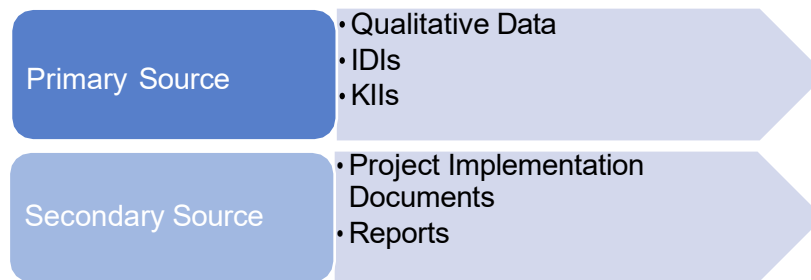 Primary Source
• Qualitative Data
• IDIs
• KIIs
Secondary Source
• Project Implementation
Documents
• Reports